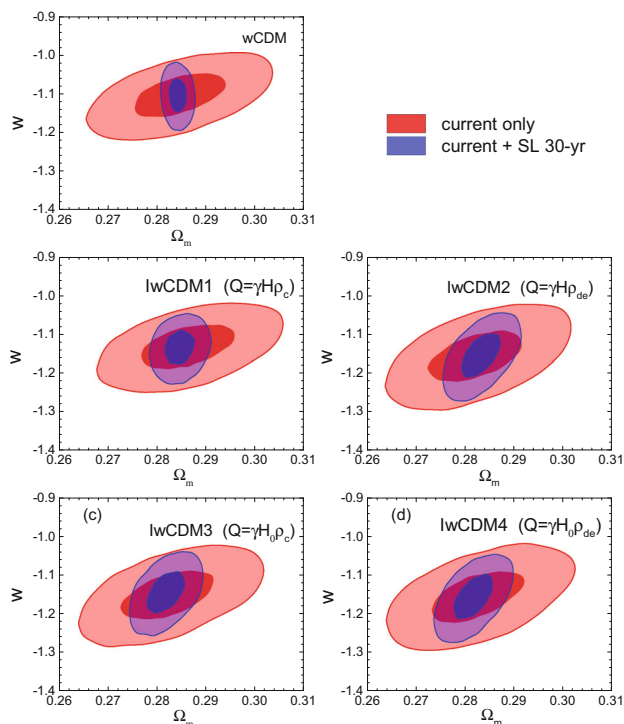 -0.9
wCDM
-1.0
-1.1
w
-1.2
-1.3
-1.4
0.26 0.27 0.28 0.29 0.30 0.31
Ωm
current only
current + SL 30-yr
-0.9
IwCDM1 (Q=γHρc)
-1.0
-1.1
w
-1.2
-1.3
-1.4
0.26 0.27 0.28 0.29 0.30 0.31
Ωm
-0.9
IwCDM2 (Q=γHρde)
-1.0
-1.1
w
-1.2
-1.3
-1.4
0.26 0.27 0.28 0.29 0.30 0.31
Ωm
-0.9
(c)
IwCDM3 (Q=γH0ρc)
-1.0
-1.1
w
-1.2
-1.3
-1.4
0.26 0.27 0.28 0.29 0.30 0.31
Ωm
-0.9
(d)
IwCDM4 (Q=γH0ρde)
-1.0
-1.1
w
-1.2
-1.3
-1.4
0.26 0.27 0.28 0.29 0.30 0.31
Ωm